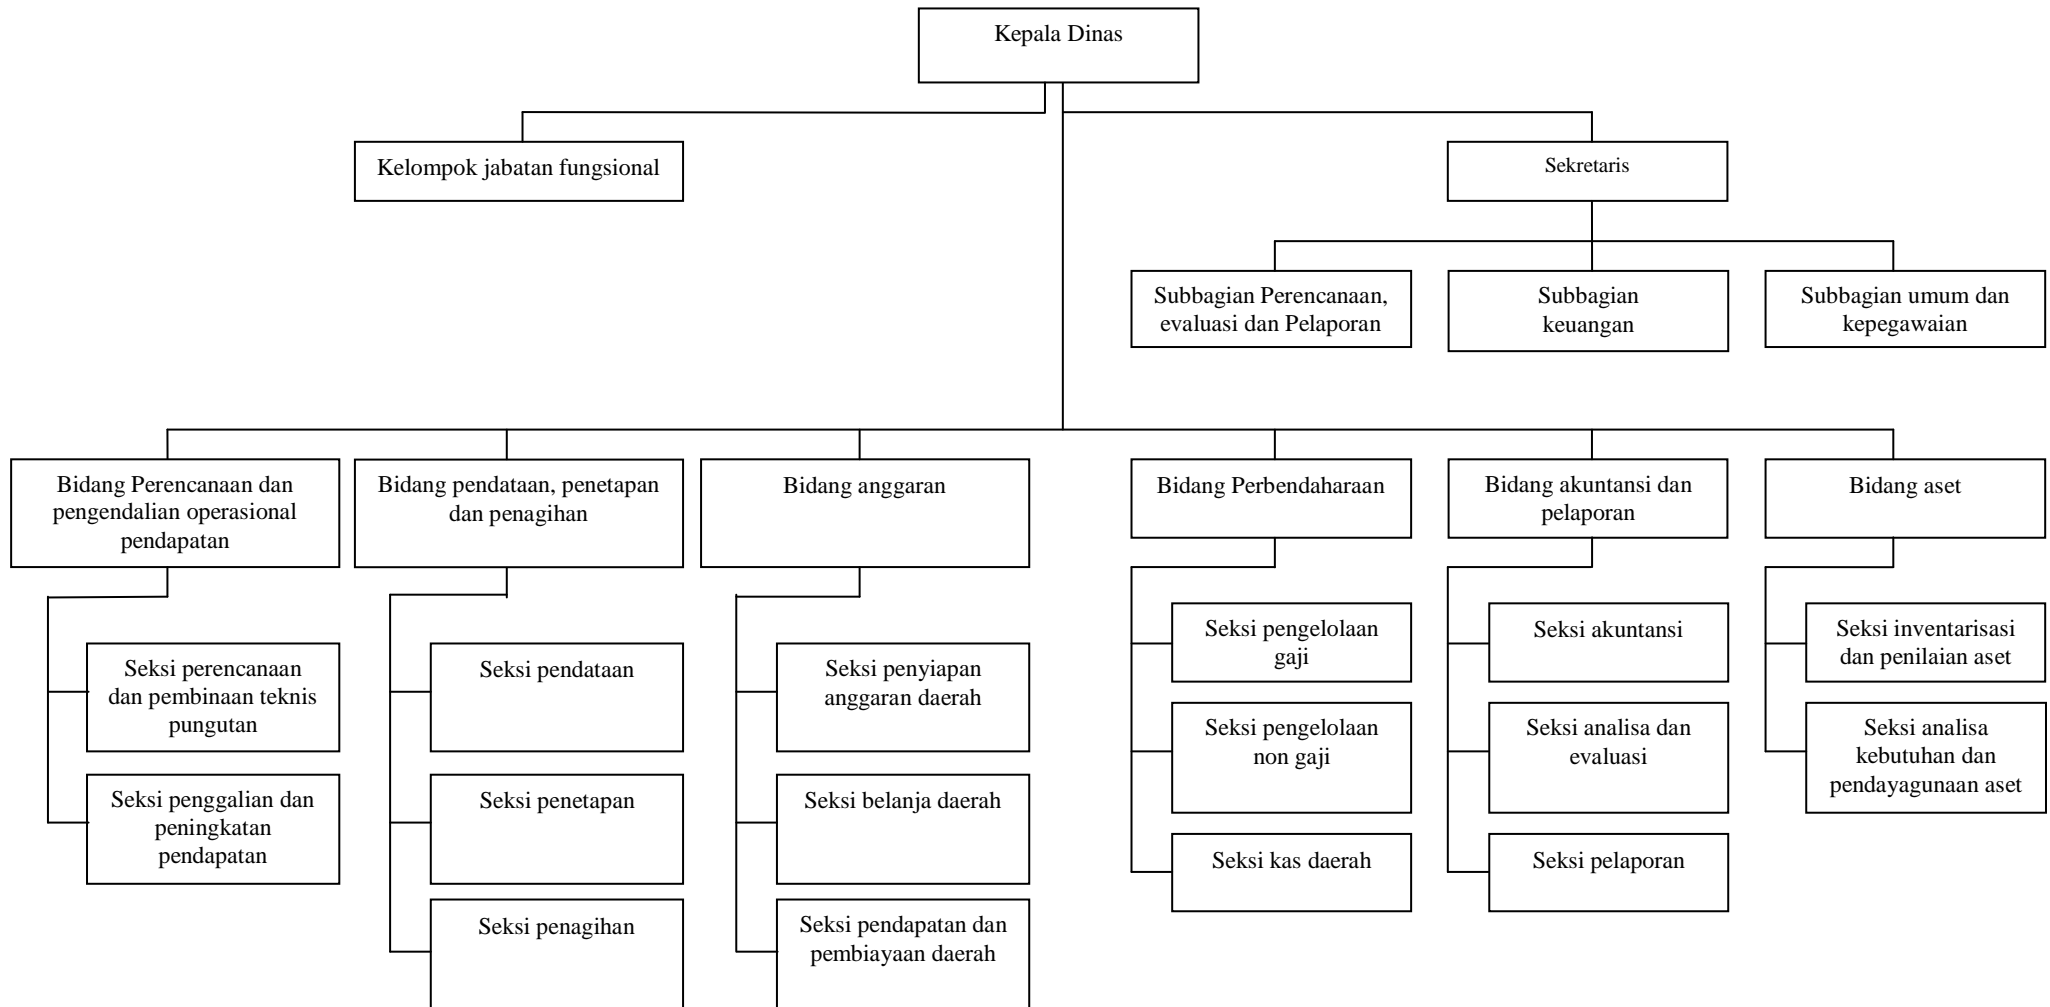 Kepala Dinas
Kelompok jabatan fungsional
Sekretaris
Subbagian Perencanaan,
evaluasi dan Pelaporan
Subbagian
keuangan
Subbagian umum dan
kepegawaian
Bidang Perencanaan dan
pengendalian operasional
pendapatan
Bidang pendataan, penetapan
dan penagihan
Bidang anggaran
Bidang Perbendaharaan
Bidang akuntansi dan
pelaporan
Bidang aset
Seksi perencanaan
dan pembinaan teknis
pungutan
Seksi penggalian dan
peningkatan
pendapatan
Seksi pendataan
Seksi penetapan
Seksi penagihan
Seksi penyiapan
anggaran daerah
Seksi belanja daerah
Seksi pendapatan dan
pembiayaan daerah
Seksi pengelolaan
gaji
Seksi pengelolaan
non gaji
Seksi kas daerah
Seksi akuntansi
Seksi analisa dan
evaluasi
Seksi pelaporan
Seksi inventarisasi
dan penilaian aset
Seksi analisa
kebutuhan dan
pendayagunaan aset